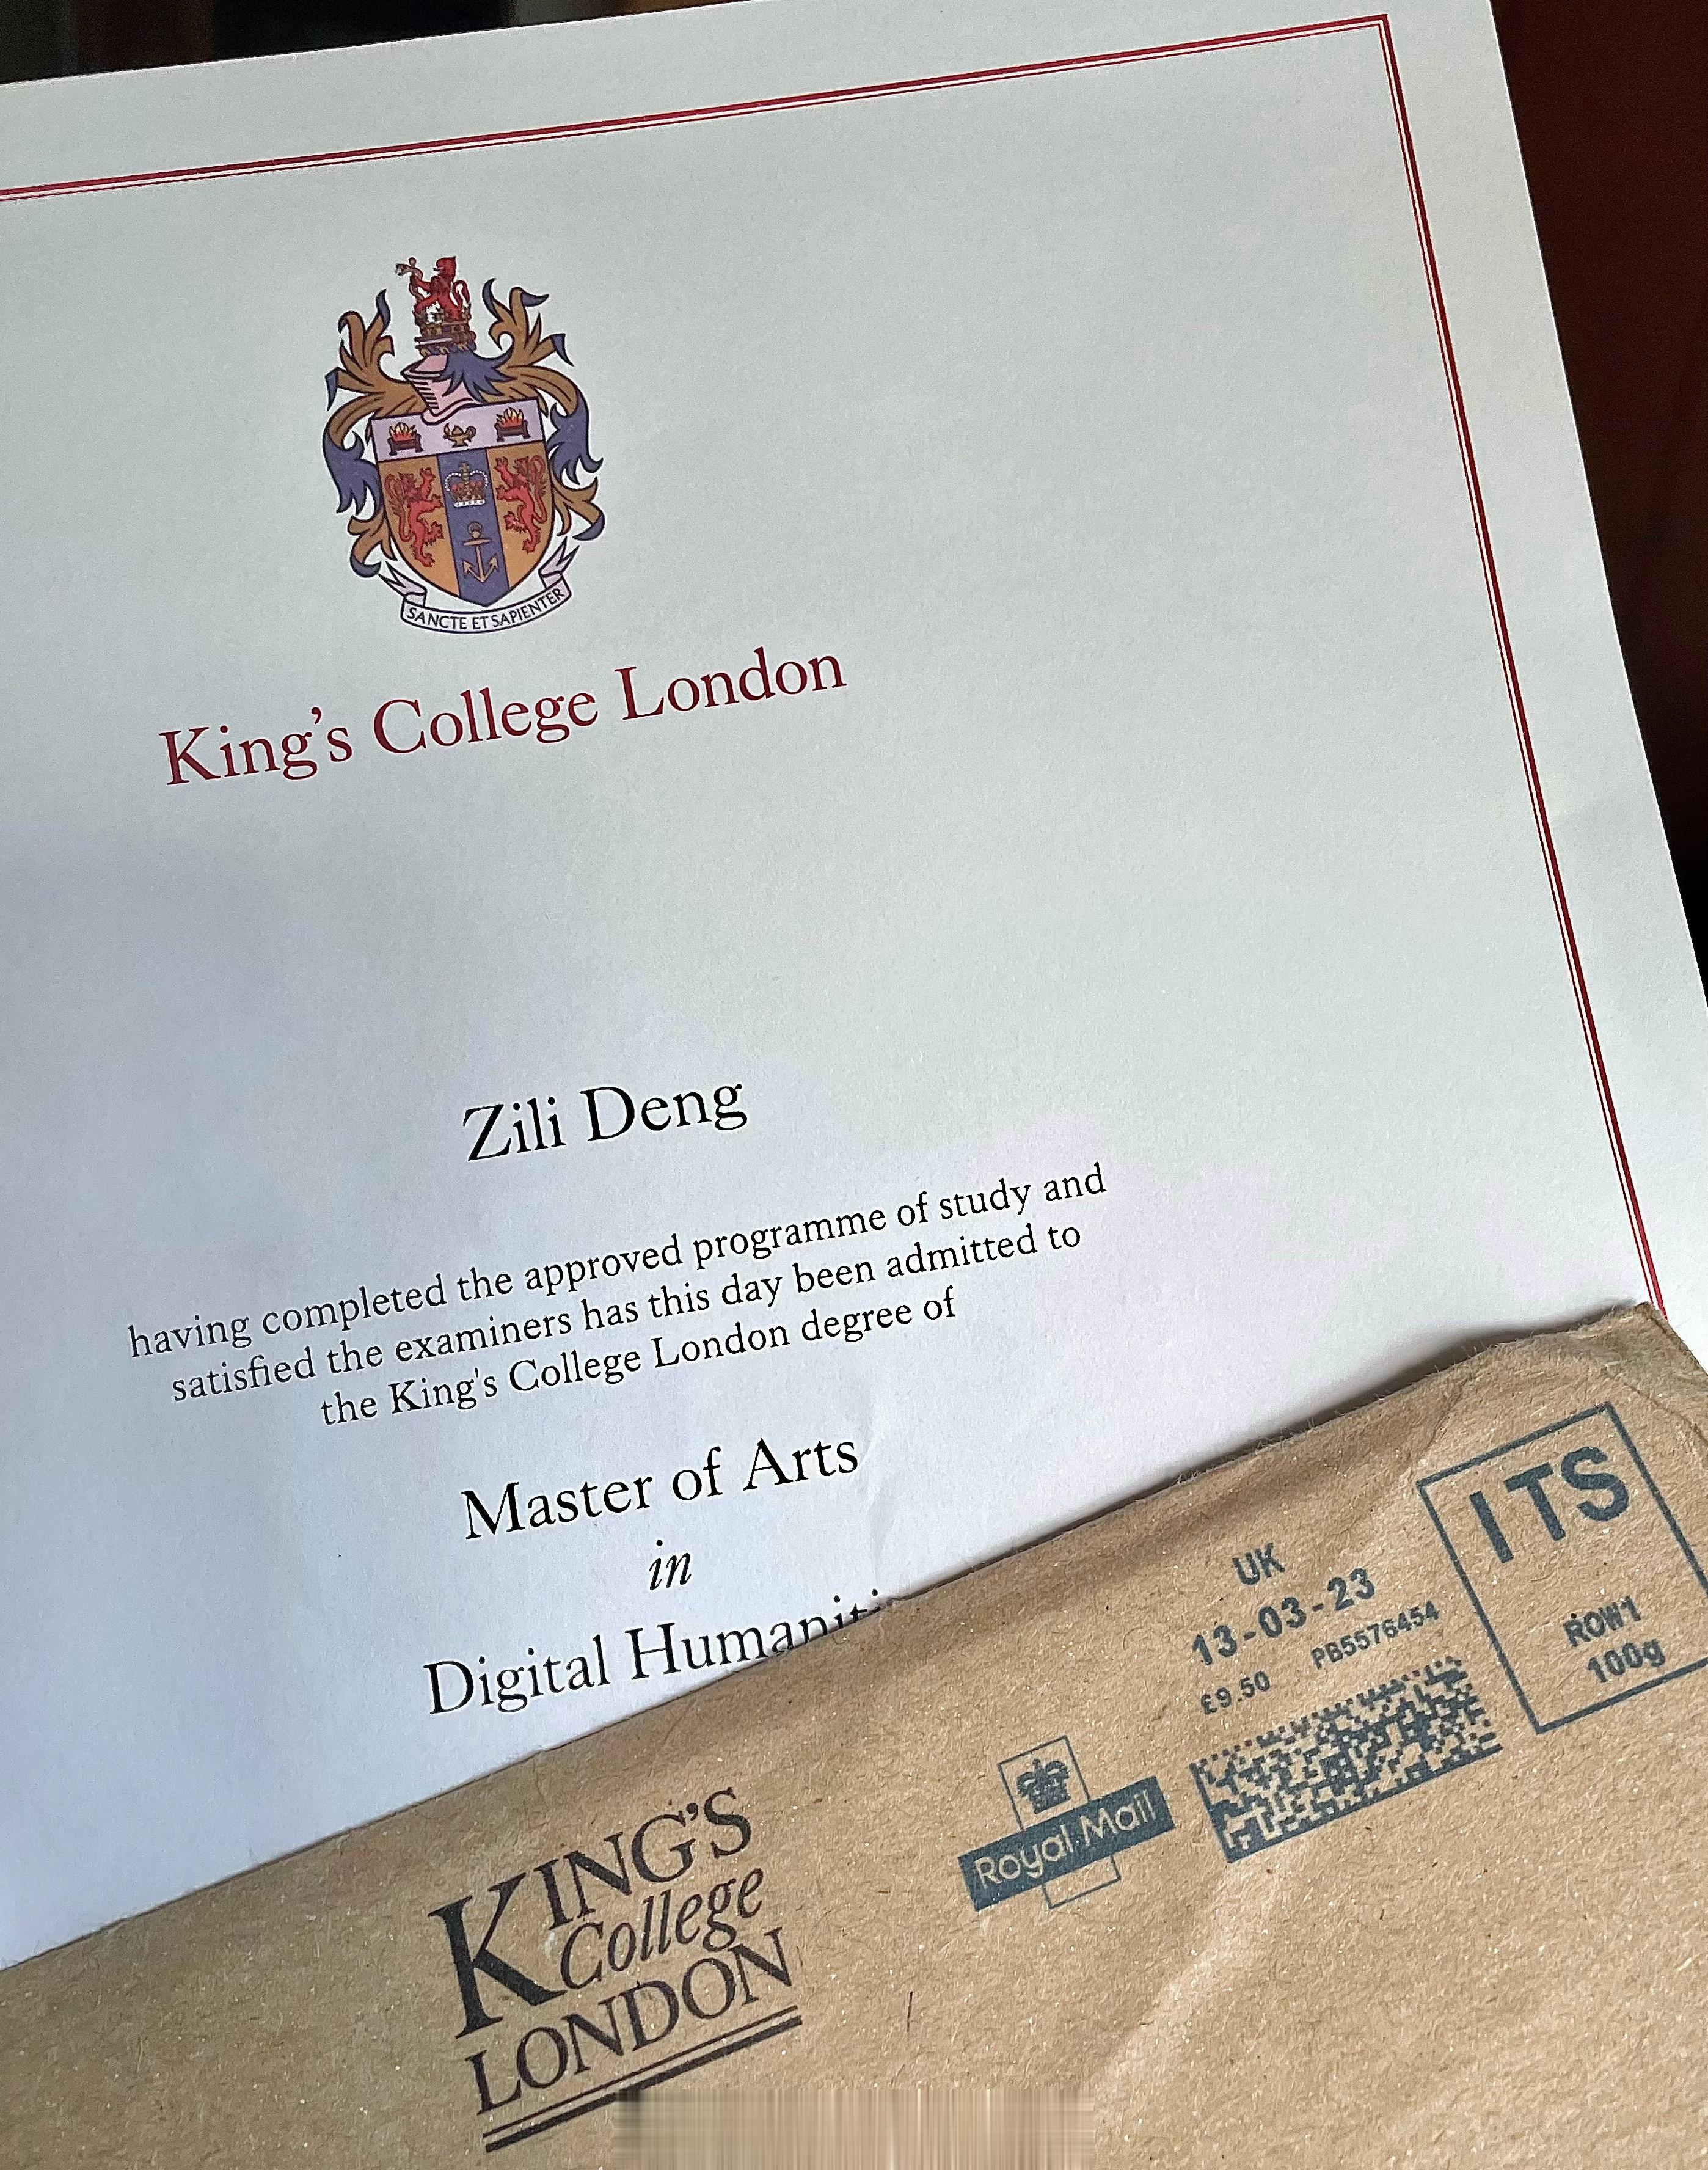 SANCTE ET SAPIENTER
King's College London
Zili Deng
having completed the approved programme of study and
satisfied the examiners has this day been admitted to
the King's College London degree of
Master of Arts
in
Digital Humaniti
ITS
UK
13-03-23
£9.50 PB5576454
ROW1
100g
Royal Mail
KING'S
College
LONDON